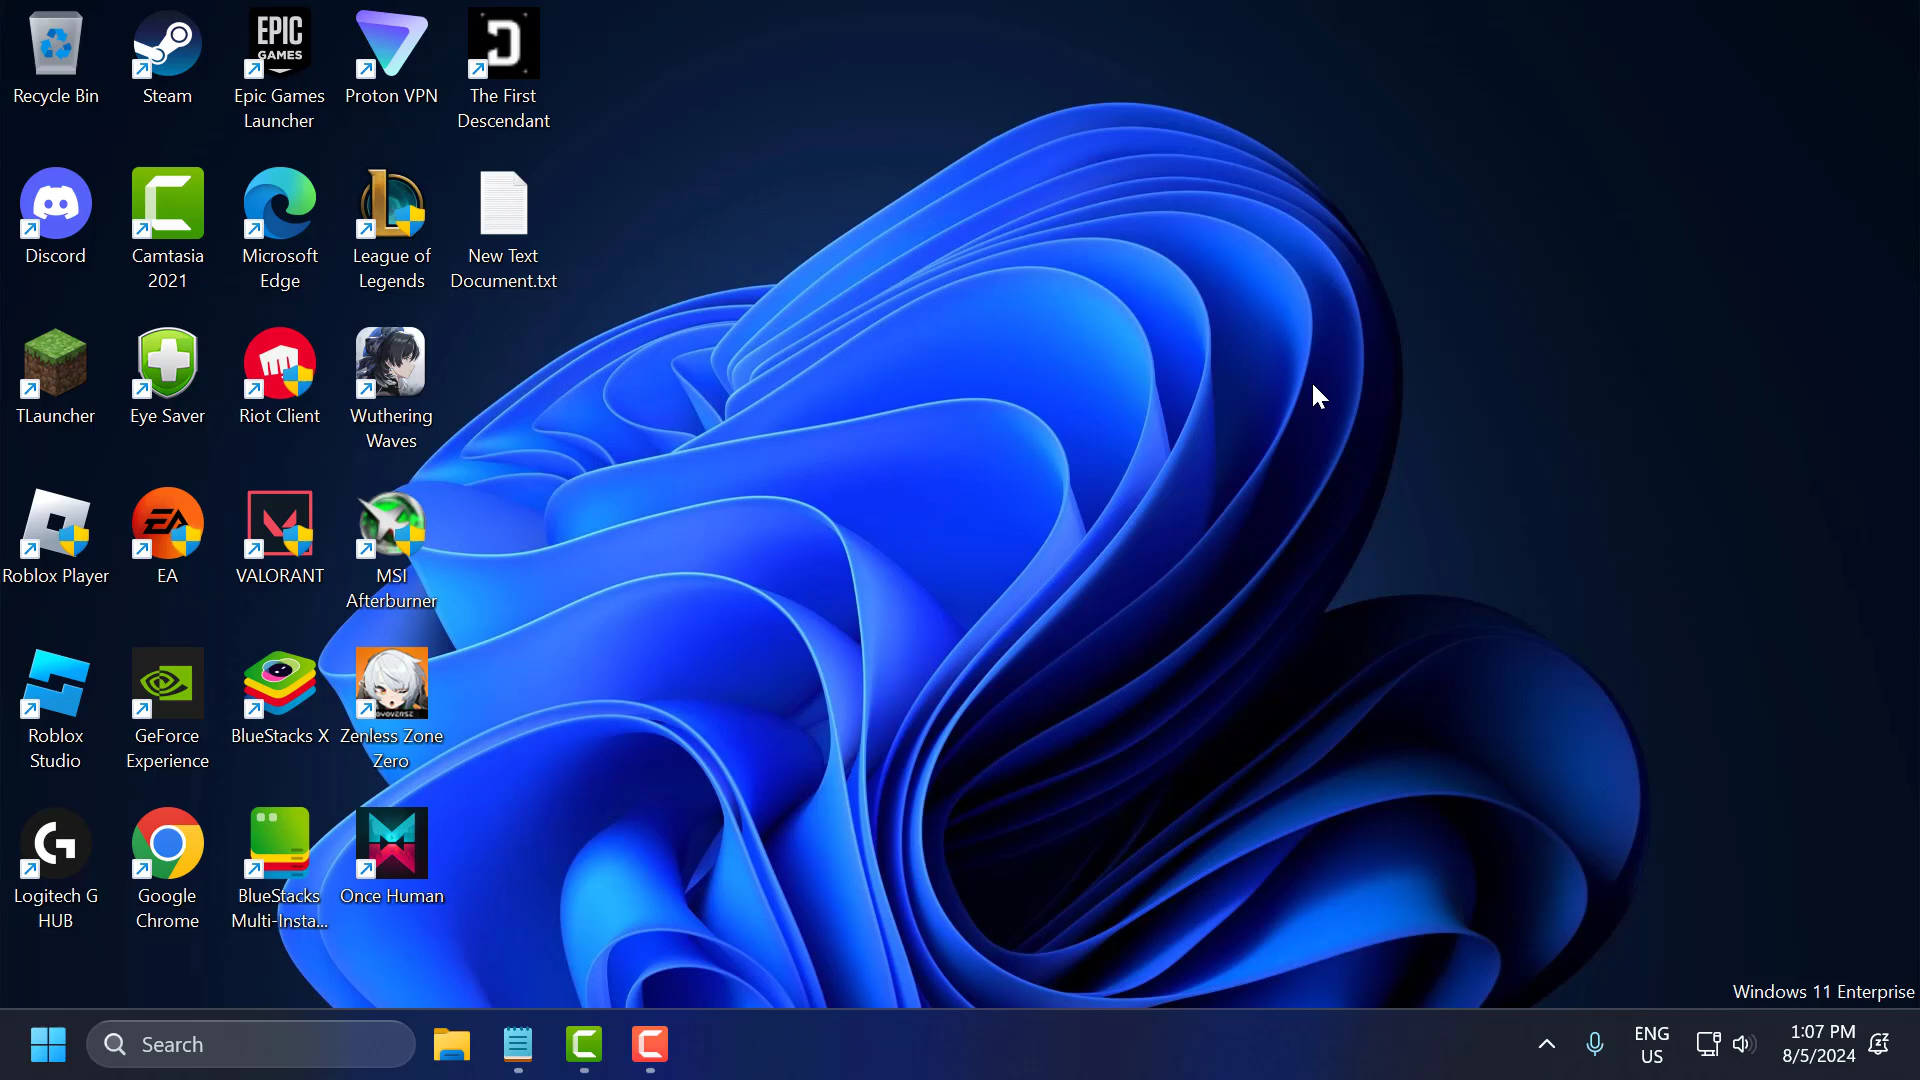 Recycle Bin
Steam
EPIC
GAMES
Epic Games
Launcher
Proton VPN
The First
Descendant
Discord
Camtasia
2021
Microsoft
Edge
League of
Legends
New Text
Document.txt
TLauncher
Eye Saver
Riot Client
Wuthering
Waves
Roblox Player
EA
EA
VALORANT
MSI
Afterburner
Roblox
Studio
GeForce
Experience
BlueStacks X
Zenless Zone
Zero
Logitech G
HUB
Google
Chrome
BlueStacks
Multi-Insta...
Once Human
Windows 11 Enterprise
Search
ENG
US
1:07 PM
8/5/2024